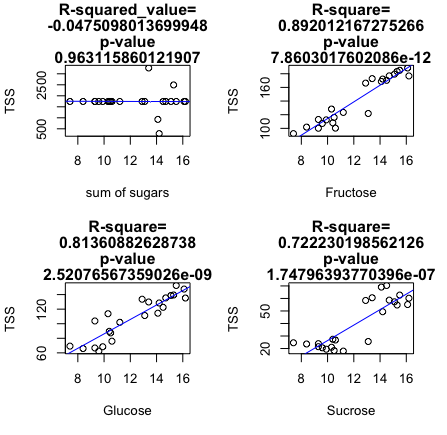 R-squared_value=
-0.0475098013699948
p-value
0.963115860121907
TSS
2500
500
8 10 12 14 16
sum of sugars
R-square=
0.892012167275266
p-value
7.8603017602086e-12
TSS
160
100
8 10 12 14 16
Fructose
R-square=
0.81360882628738
p-value
2.52076567359026e-09
TSS
120
60
8 10 12 14 16
Glucose
R-square=
0.722230198562126
p-value
1.74796393770396e-07
TSS
50
20
8 10 12 14 16
Sucrose